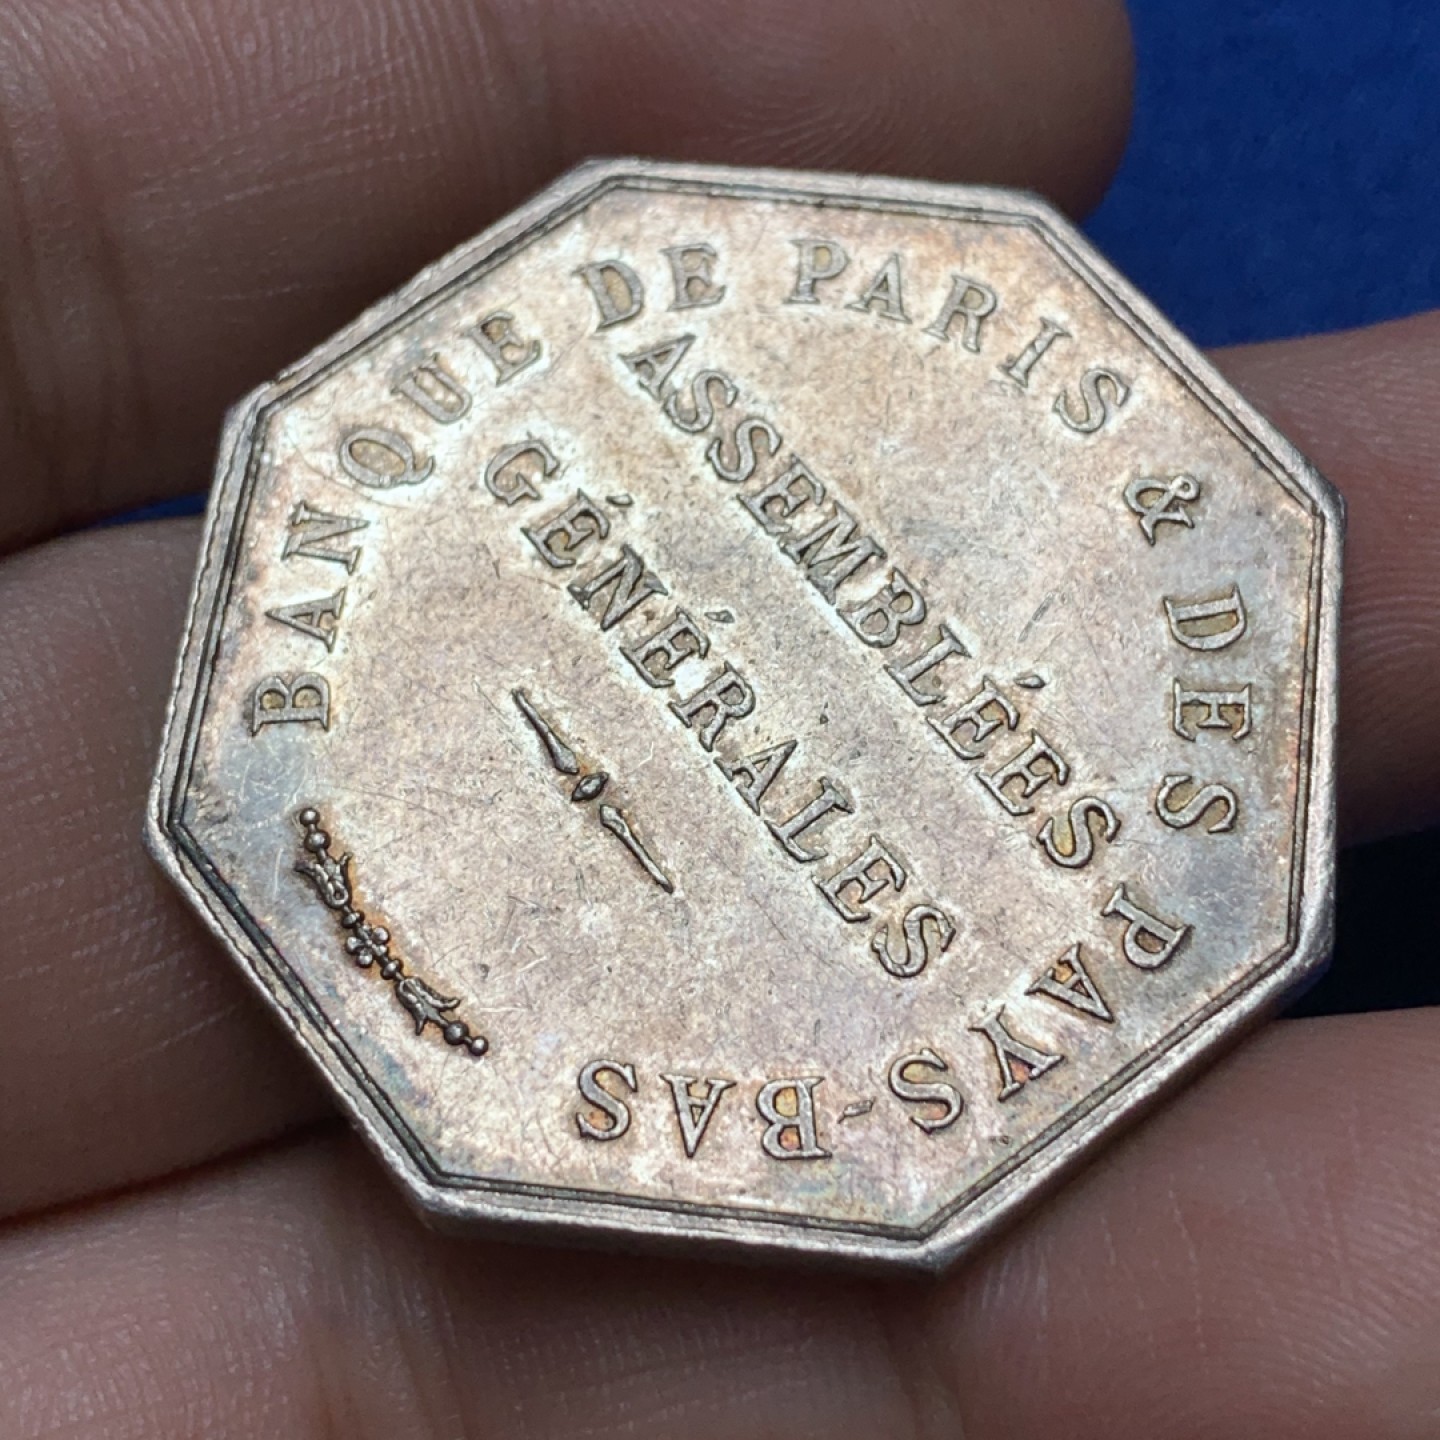 BANQUE DE PARIS & DES PAYS-BAS
ASSEMBLÉES
GÉNÉRALES